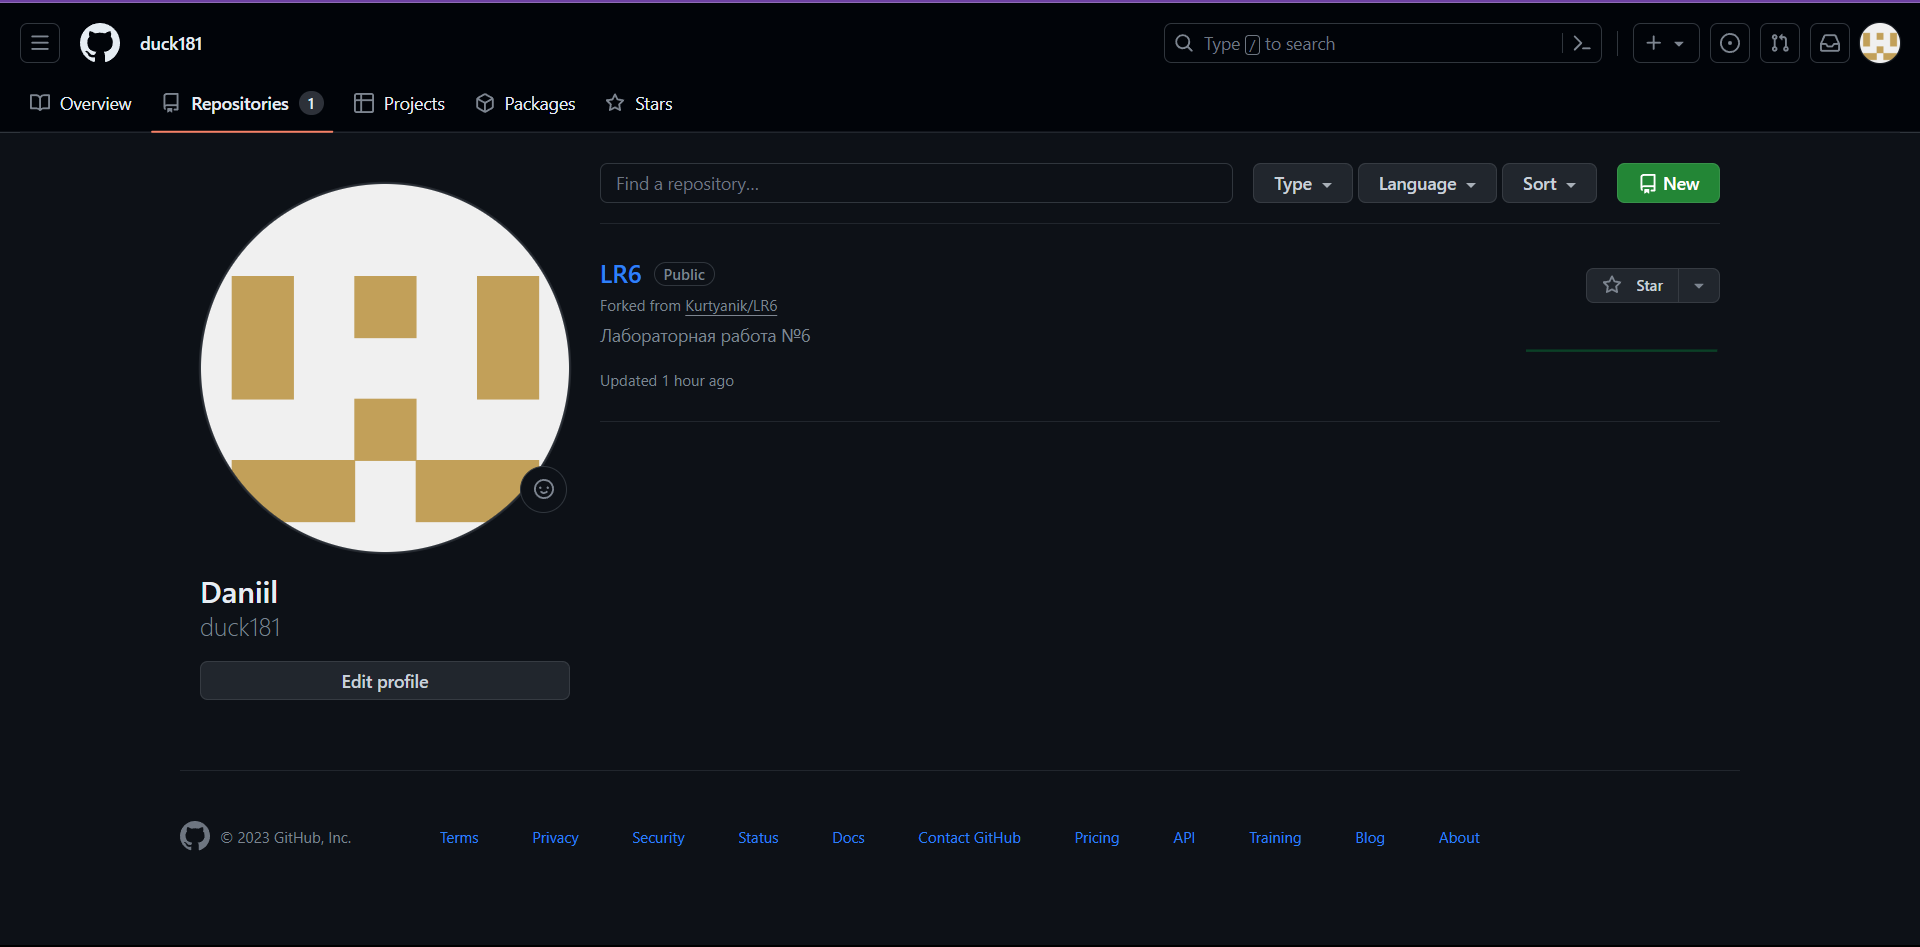 duck181
Type / to search
Overview
Repositories 1
Projects
Packages
Stars
Find a repository...
Type
Language
Sort
New
LR6 Public
Star
Forked from Kurtyanik/LR6
Лабораторная работа №6
Updated 1 hour ago
Daniil
duck181
Edit profile
© 2023 GitHub, Inc.
Terms
Privacy
Security
Status
Docs
Contact GitHub
Pricing
API
Training
Blog
About